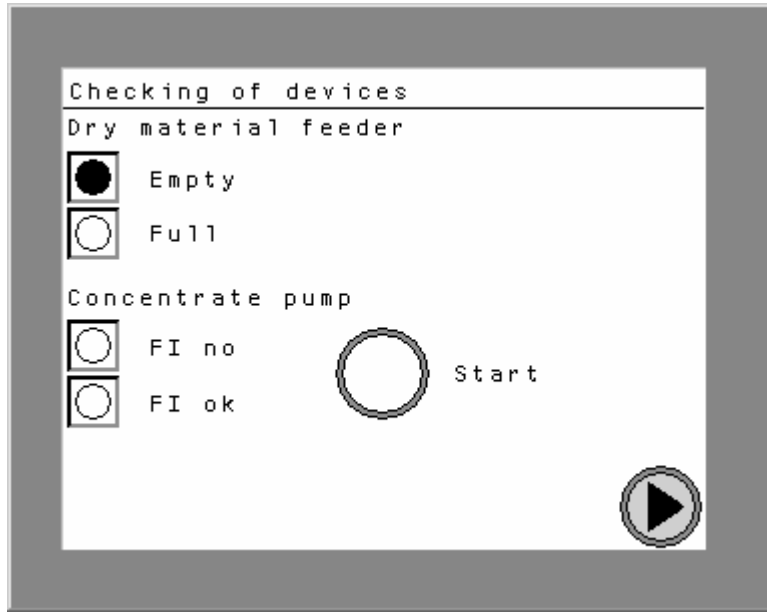 Checking of devices
Dry material feeder
Empty
Full
Concentrate pump
FI no
Start
FI ok